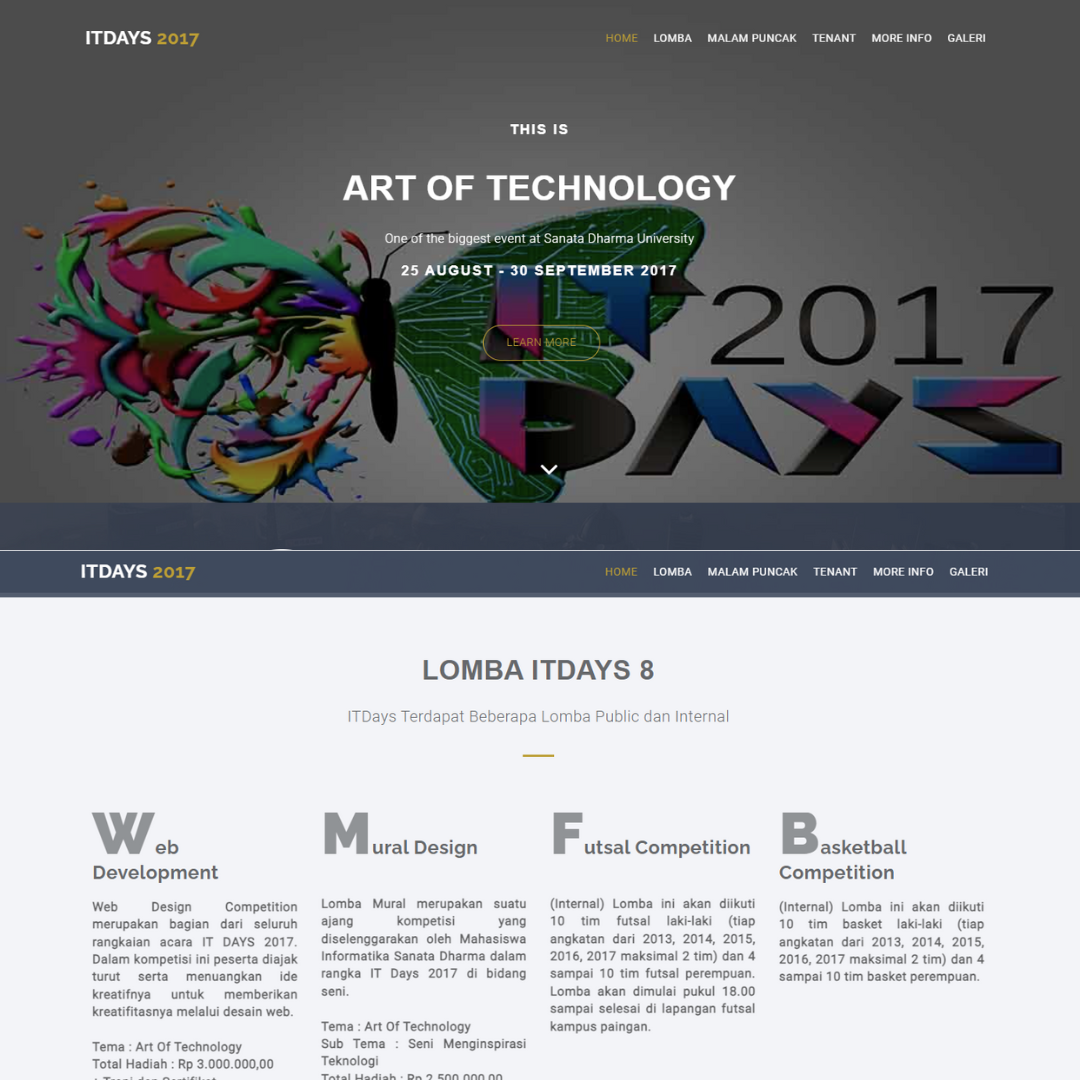 ITDAYS 2017
HOME LOMBA MALAM PUNCAK TENANT MORE INFO GALERI
THIS IS
ART OF TECHNOLOGY
One of the biggest event at Sanata Dharma University
25 AUGUST - 30 SEPTEMBER 2017
IT 2017
LEARN MORE
DAYS
ITDAYS 2017
HOME LOMBA MALAM PUNCAK TENANT MORE INFO GALERI
LOMBA ITDAYS 8
ITDays Terdapat Beberapa Lomba Public dan Internal
Web
Development
Web Design Competition
merupakan bagian dari seluruh
rangkaian acara IT DAYS 2017.
Dalam kompetisi ini peserta diajak
turut serta menuangkan ide
kreatifnya untuk memberikan
kreatifitasnya melalui desain web.
Tema : Art Of Technology
Total Hadiah : Rp 3.000.000,00
+ Tropi dan Sertifikat
Mural Design
Lomba Mural merupakan suatu
ajang kompetisi yang
diselenggarakan oleh Mahasiswa
Informatika Sanata Dharma dalam
rangka IT Days 2017 di bidang
seni.
Tema : Art Of Technology
Sub Tema : Seni Menginspirasi
Teknologi
Total Hadiah : Rp 2.500.000,00
Futsal Competition
(Internal) Lomba ini akan diikuti
10 tim futsal laki-laki (tiap
angkatan dari 2013, 2014, 2015,
2016, 2017 maksimal 2 tim) dan 4
sampai 10 tim futsal perempuan.
Lomba akan dimulai pukul 18.00
sampai selesai di lapangan futsal
kampus paingan.
Basketball
Competition
(Internal) Lomba ini akan diikuti
10 tim basket laki-laki (tiap
angkatan dari 2013, 2014, 2015,
2016, 2017 maksimal 2 tim) dan 4
sampai 10 tim basket perempuan.